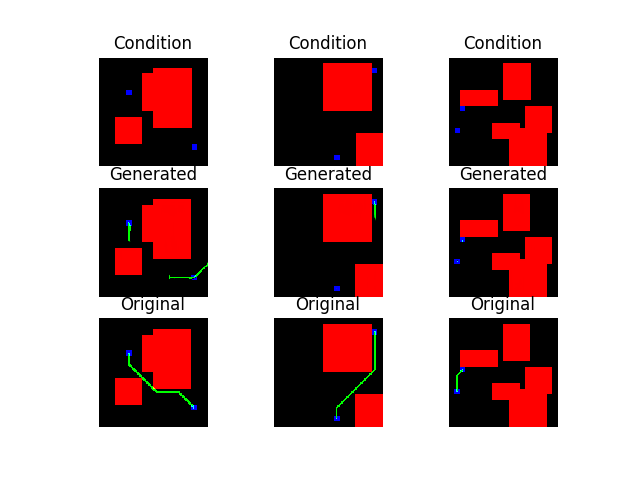 Condition Condition Condition
Generated Generated Generated
Original Original Original